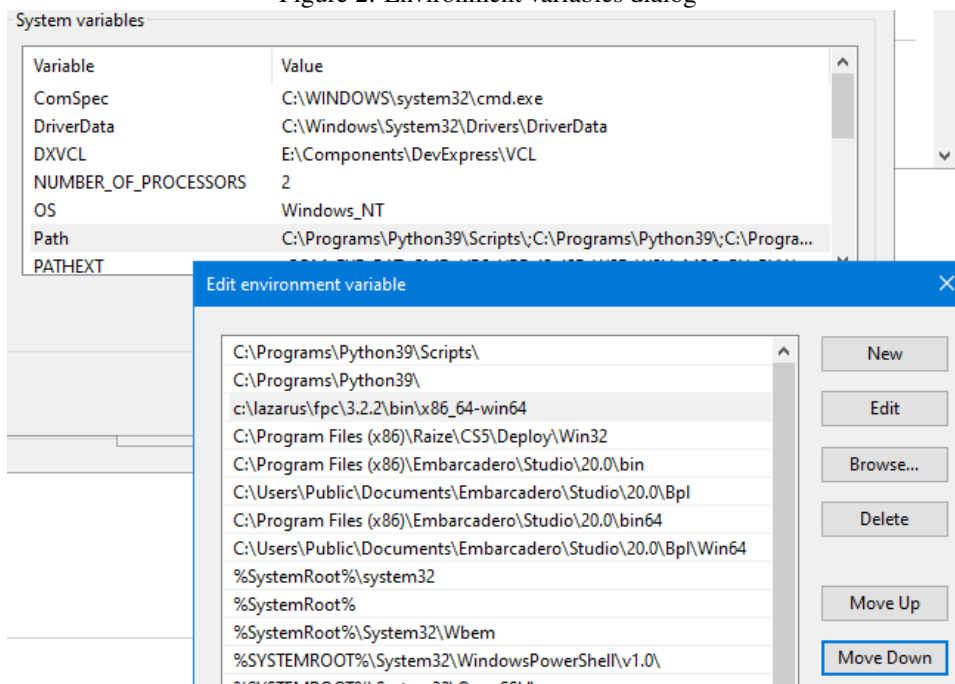 Figure 2: Environment variables dialog
System variables
Variable Value
ComSpec C:\WINDOWS\system32\cmd.exe
DriverData C:\Windows\System32\Drivers\DriverData
DXVCL E:\Components\DevExpress\VCL
NUMBER_OF_PROCESSORS 2
OS Windows_NT
Path C:\Programs\Python39\Scripts\;C:\Programs\Python39\;C:\Progra...
PATHEXT
Edit environment variable
C:\Programs\Python39\Scripts\ New
C:\Programs\Python39\
c:\lazarus\fpc\3.2.2\bin\x86_64-win64 Edit
C:\Program Files (x86)\Raize\CS5\Deploy\Win32
C:\Program Files (x86)\Embarcadero\Studio\20.0\bin Browse...
C:\Users\Public\Documents\Embarcadero\Studio\20.0\Bpl
C:\Program Files (x86)\Embarcadero\Studio\20.0\bin64 Delete
C:\Users\Public\Documents\Embarcadero\Studio\20.0\Bpl\Win64
%SystemRoot%\system32
%SystemRoot% Move Up
%SystemRoot%\System32\Wbem
%SYSTEMROOT%\System32\WindowsPowerShell\v1.0\ Move Down